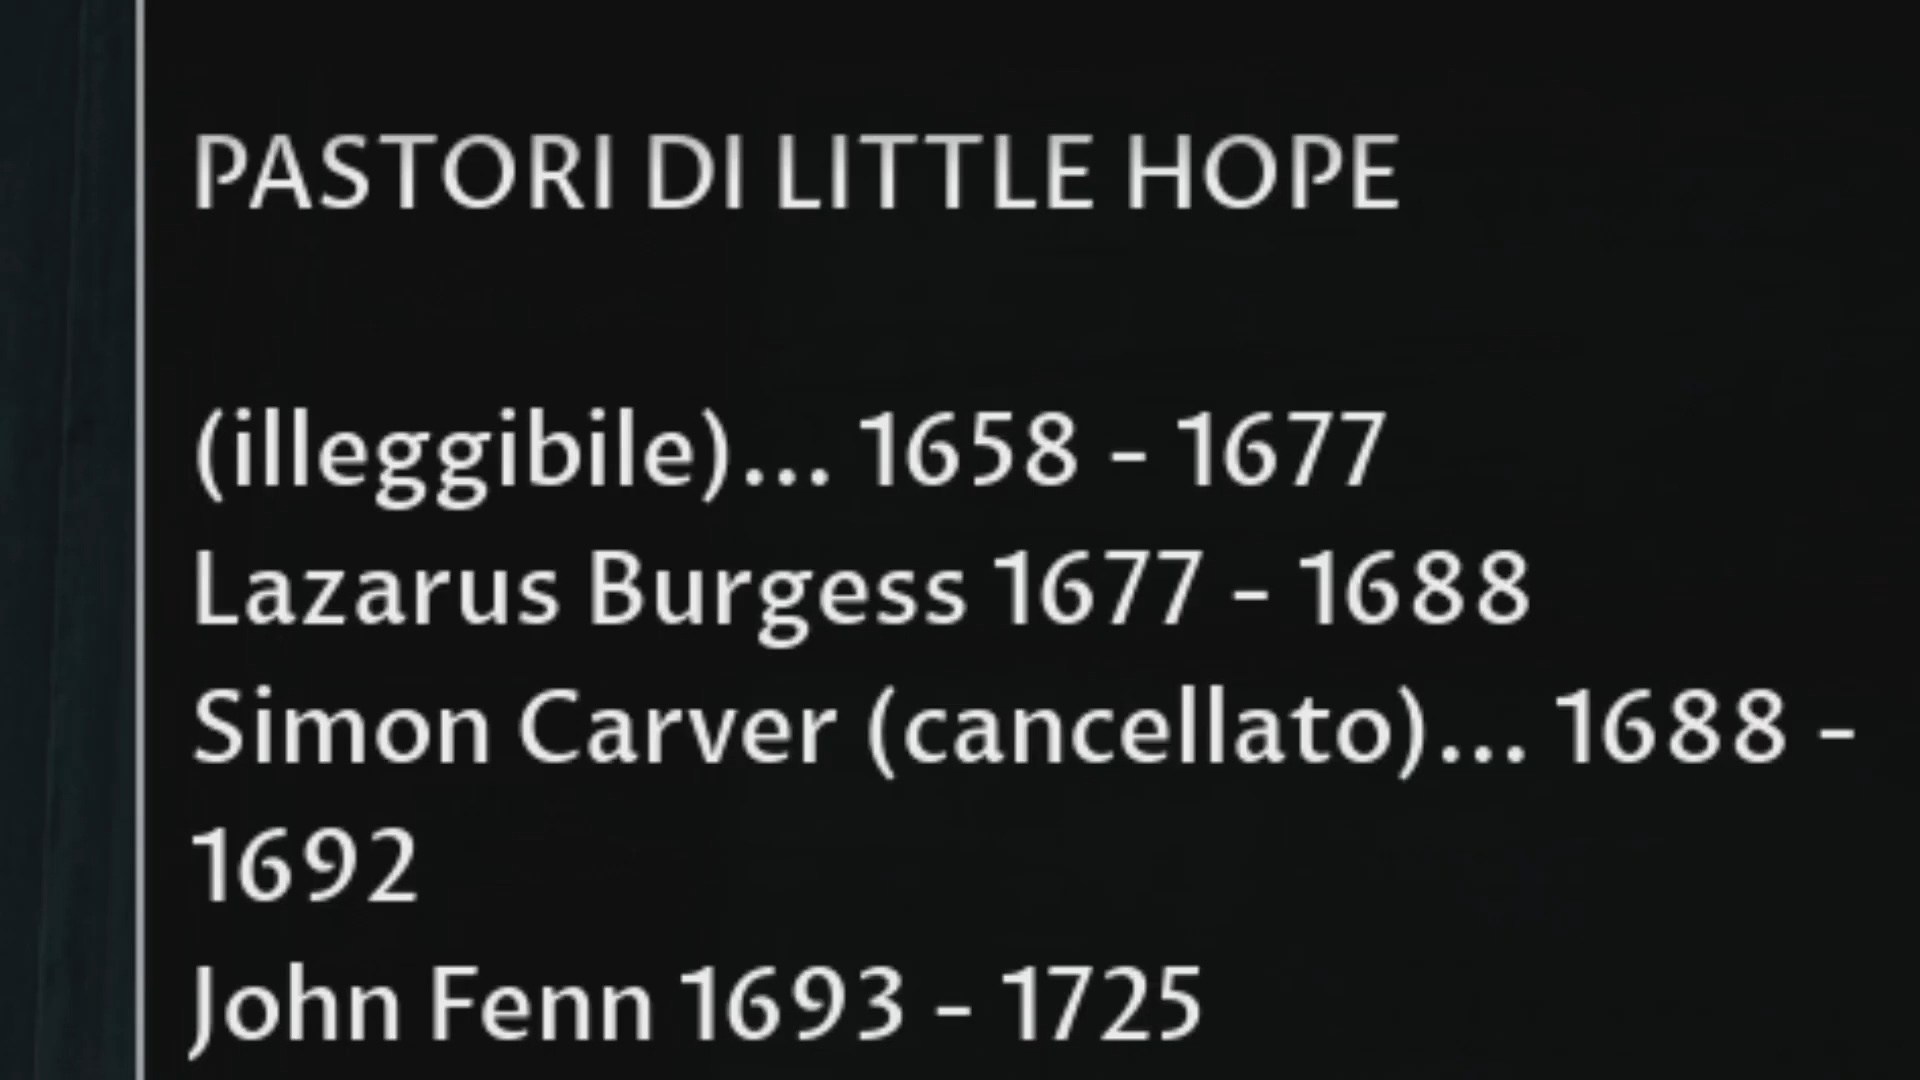 PASTORI DI LITTLE HOPE
(illeggibile)... 1658 - 1677
Lazarus Burgess 1677 - 1688
Simon Carver (cancellato)... 1688 -
1692
John Fenn 1693 - 1725